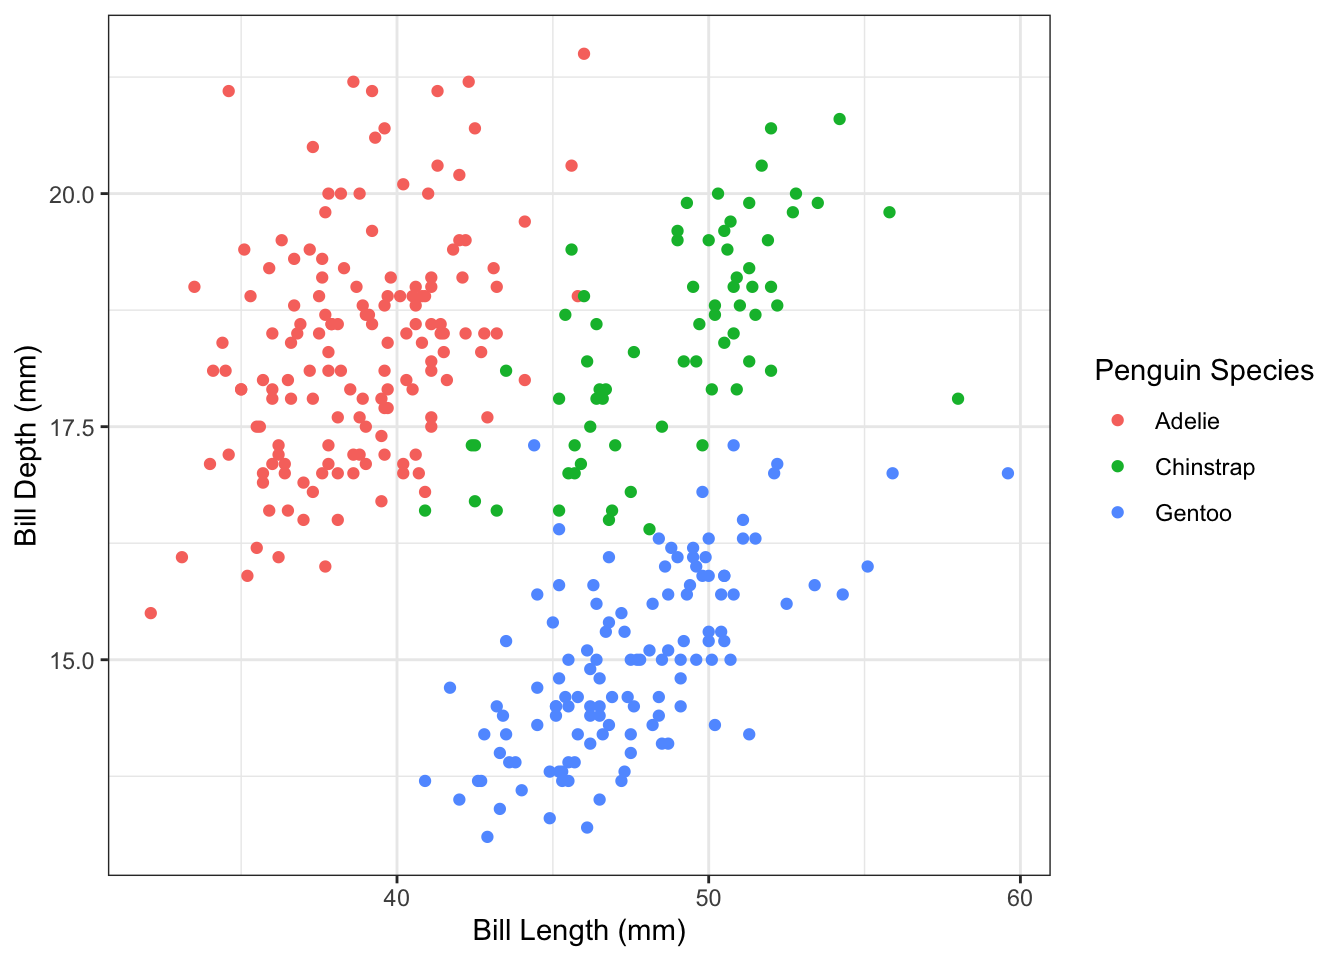 20.0
17.5
15.0
Bill Depth (mm)
40 50 60
Bill Length (mm)
Penguin Species
Adelie
Chinstrap
Gentoo